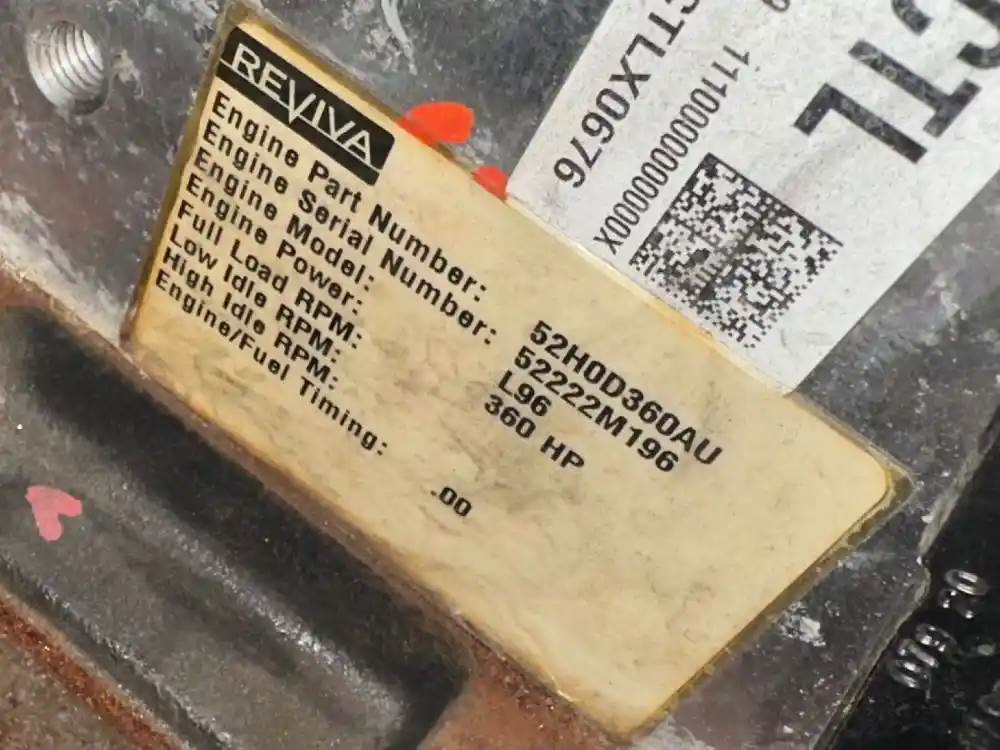 REVIVA
Engine Part Number: 52H0D360AU
Engine Serial Number: 52222M196
Engine Model: L96
Engine Power: 360 HP
Full Load RPM:
Low Idle RPM:
High Idle RPM:
Engine/Fuel Timing: .00
TLX0676